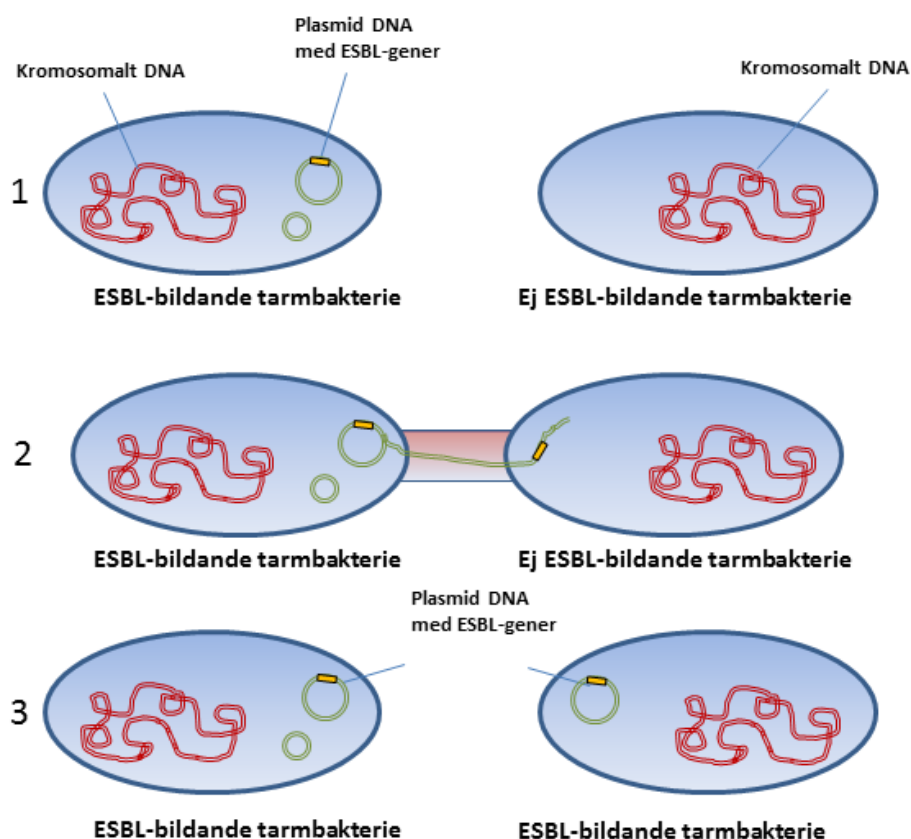 Plasmid DNA
med ESBL-gener
Kromosomalt DNA
Kromosomalt DNA
1
ESBL-bildande tarmbakterie
Ej ESBL-bildande tarmbakterie
2
ESBL-bildande tarmbakterie
Ej ESBL-bildande tarmbakterie
Plasmid DNA
med ESBL-gener
3
ESBL-bildande tarmbakterie
ESBL-bildande tarmbakterie